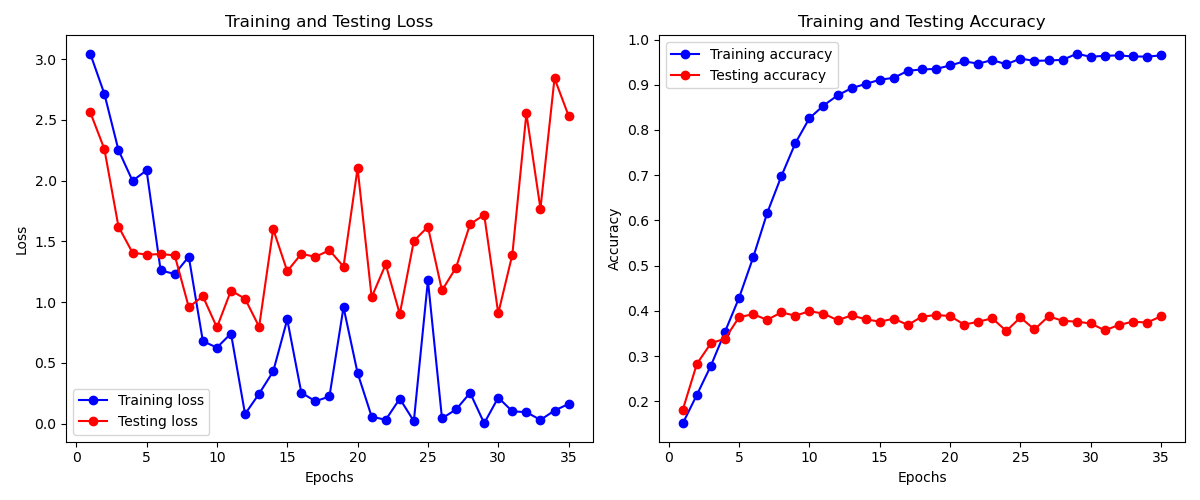 Training and Testing Loss
Loss
3.0
2.5
2.0
1.5
1.0
0.5
0.0
Training loss
Testing loss
0 5 10 15 20 25 30 35
Epochs
Training and Testing Accuracy
Accuracy
1.0
0.9
0.8
0.7
0.6
0.5
0.4
0.3
0.2
Training accuracy
Testing accuracy
0 5 10 15 20 25 30 35
Epochs